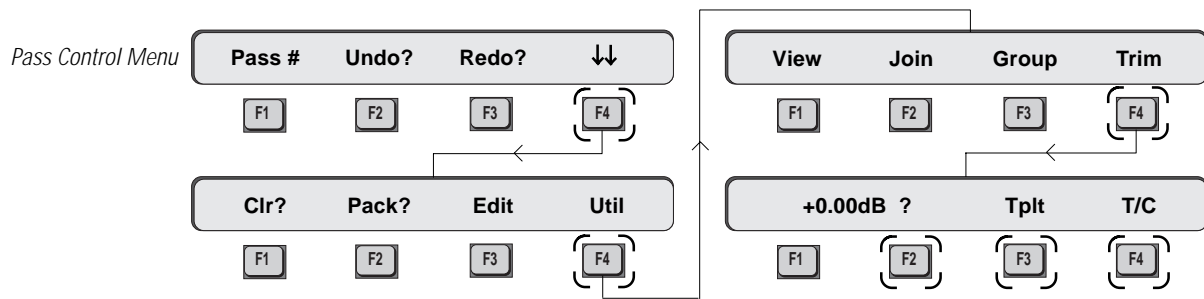 Pass Control Menu
Pass # Undo? Redo? ↓↓
F1 F2 F3 F4
Clr? Pack? Edit Util
F1 F2 F3 F4
View Join Group Trim
F1 F2 F3 F4
+0.00dB ? Tplt T/C
F1 F2 F3 F4